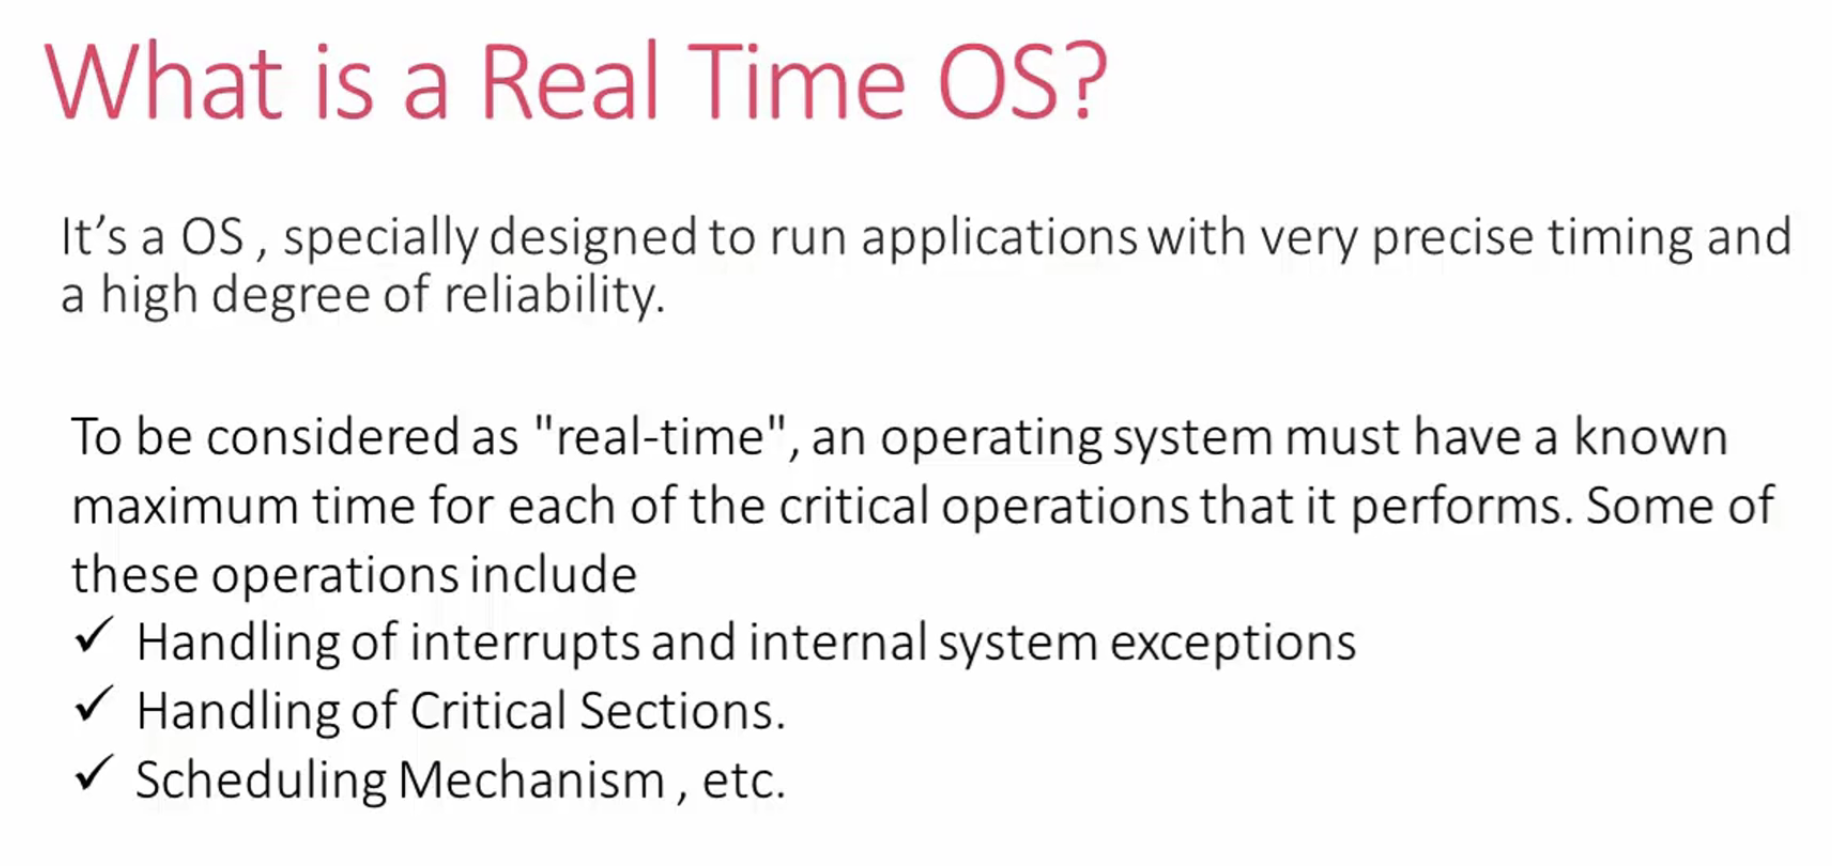 What is a Real Time OS?
It's a OS , specially designed to run applications with very precise timing and
a high degree of reliability.
To be considered as "real-time", an operating system must have a known
maximum time for each of the critical operations that it performs. Some of
these operations include
✓ Handling of interrupts and internal system exceptions
✓ Handling of Critical Sections.
✓ Scheduling Mechanism , etc.